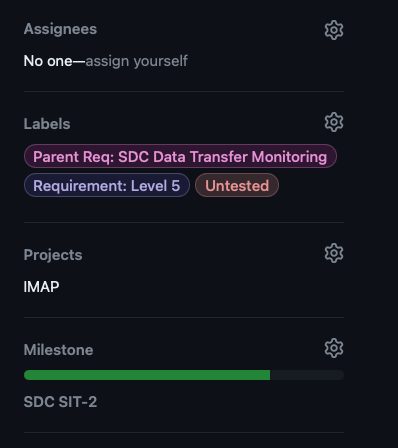 Assignees
No one—assign yourself
Labels
Parent Req: SDC Data Transfer Monitoring
Requirement: Level 5 Untested
Projects
IMAP
Milestone
SDC SIT-2